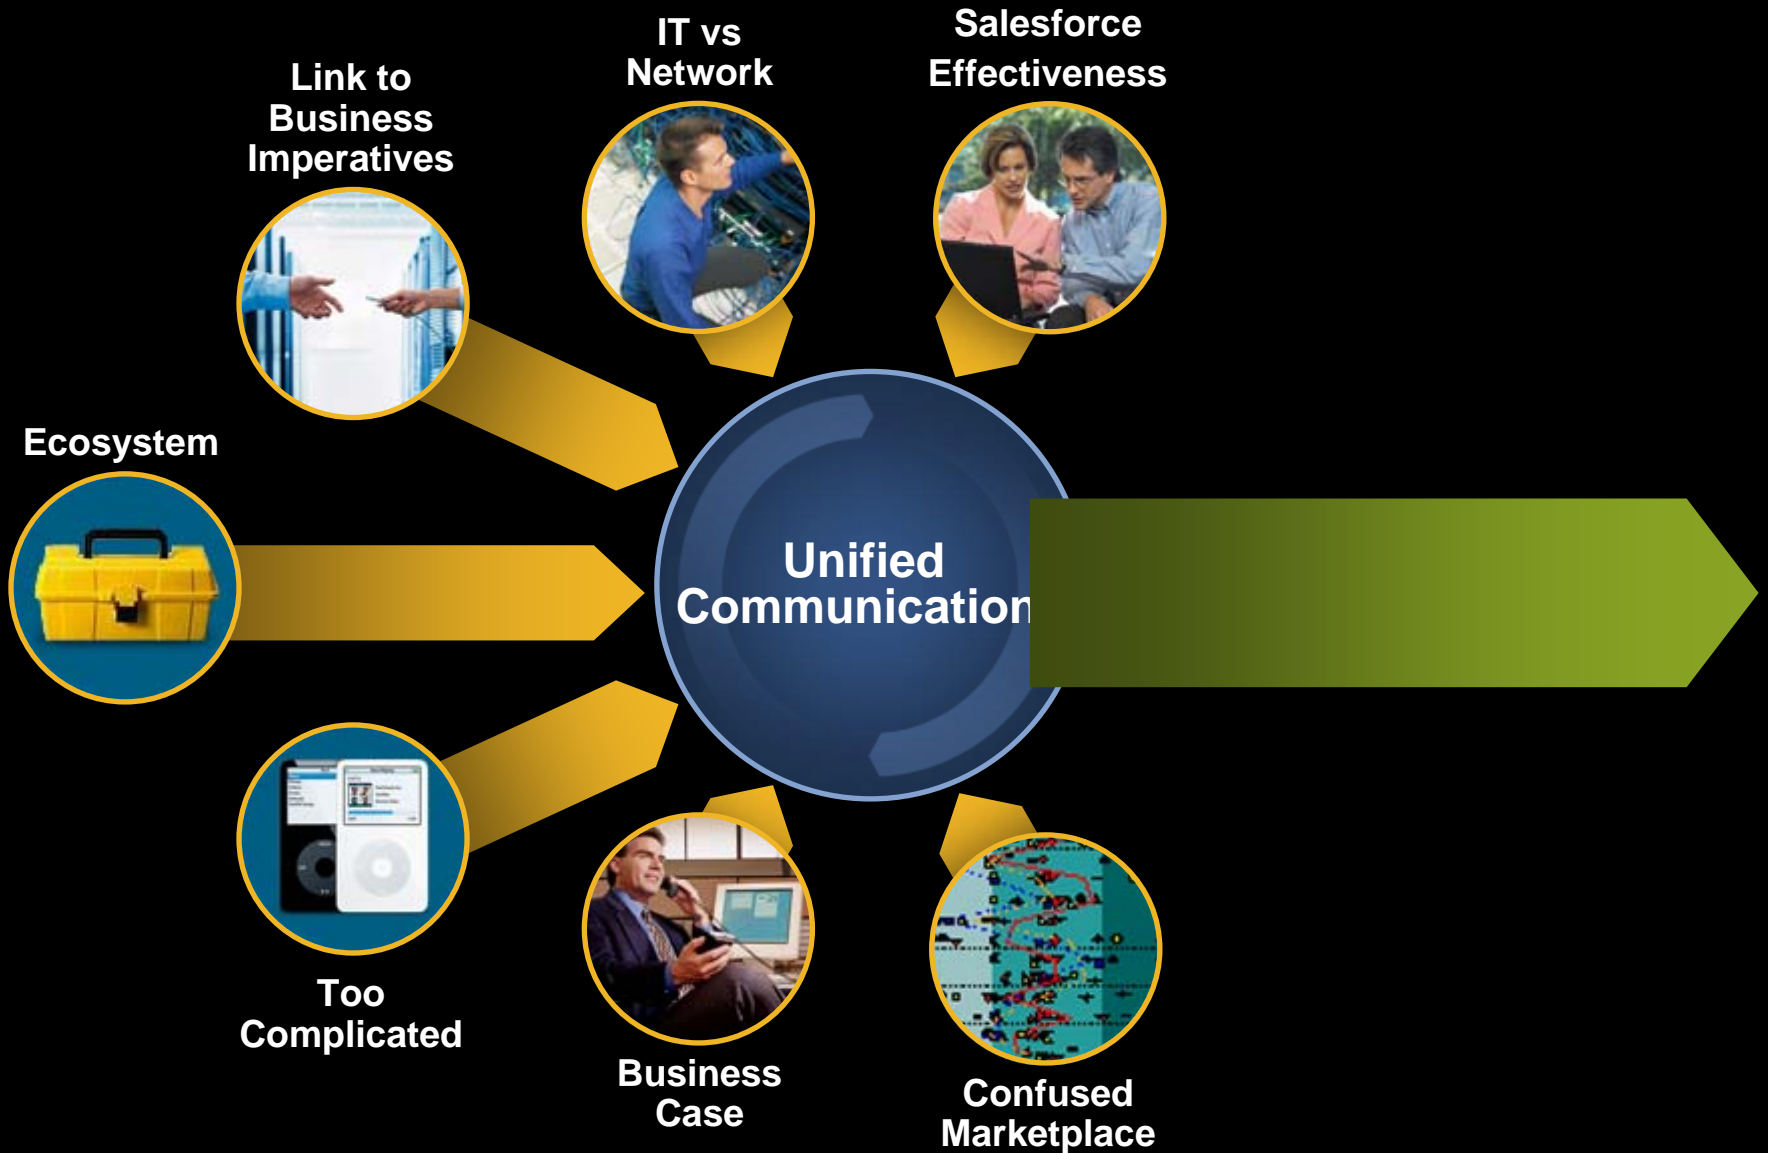 IT vs
Network
Salesforce
Effectiveness
Link to
Business
Imperatives
Ecosystem
Unified
Communication
Too
Complicated
Business
Case
Confused
Marketplace